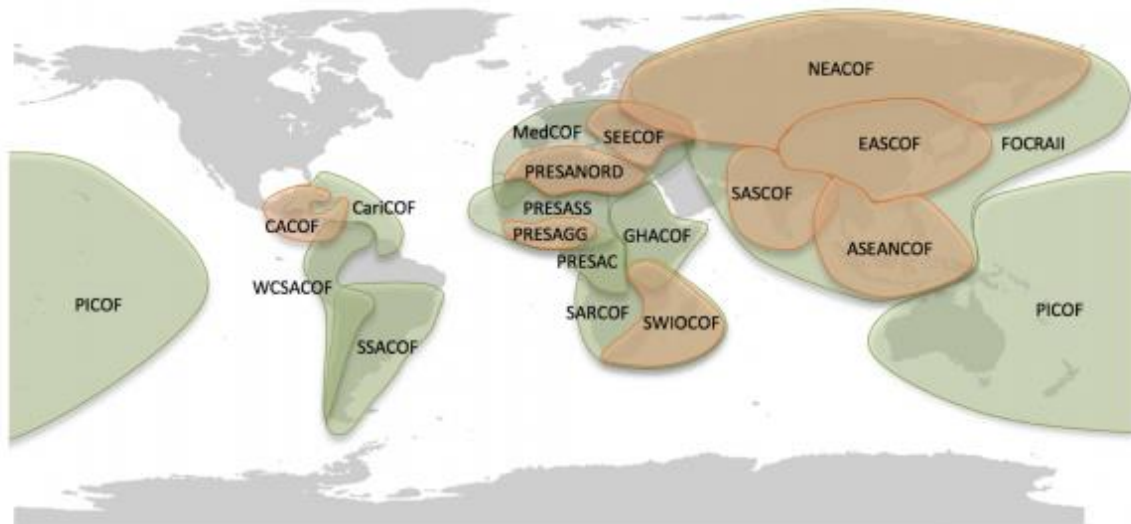 NEACOF
MedCOF
SEECOF
EASCOF
FOCRAII
PRESANORD
SASCOF
PRESASS
CariCOF
CACOF
PRESAGG
GHACOF
ASEANCOF
PRESAC
WCSACOF
PICOF
SARCOF
SWIOCOF
PICOF
SSACOF